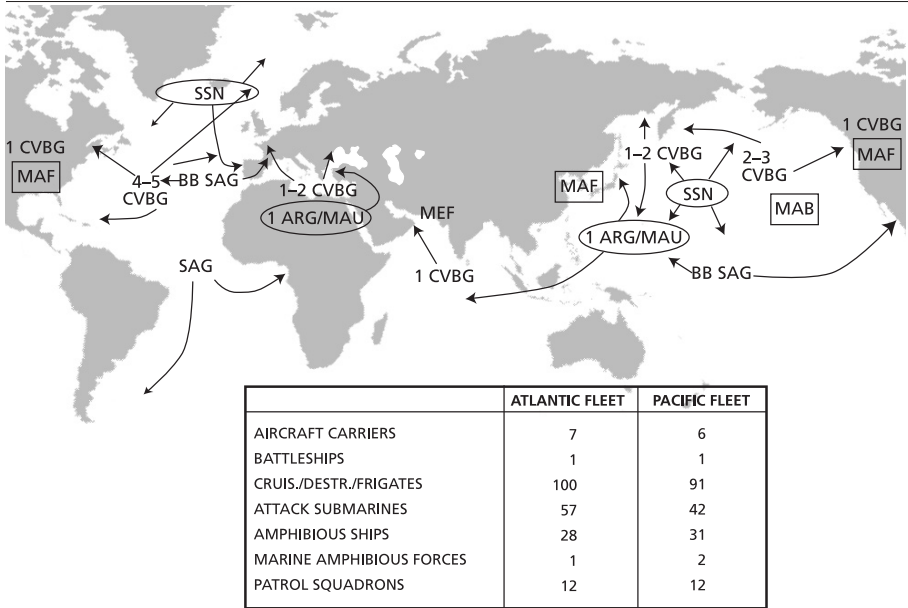 SSN
1 CVBG
MAF
4–5
CVBG
BB SAG
1–2 CVBG
1 ARG/MAU
MEF
1 CVBG
SAG
MAF
1–2 CVBG
SSN
2–3
CVBG
MAB
1 ARG/MAU
BB SAG
1 CVBG
MAF
ATLANTIC FLEET PACIFIC FLEET
AIRCRAFT CARRIERS 7 6
BATTLESHIPS 1 1
CRUIS./DESTR./FRIGATES 100 91
ATTACK SUBMARINES 57 42
AMPHIBIOUS SHIPS 28 31
MARINE AMPHIBIOUS FORCES 1 2
PATROL SQUADRONS 12 12